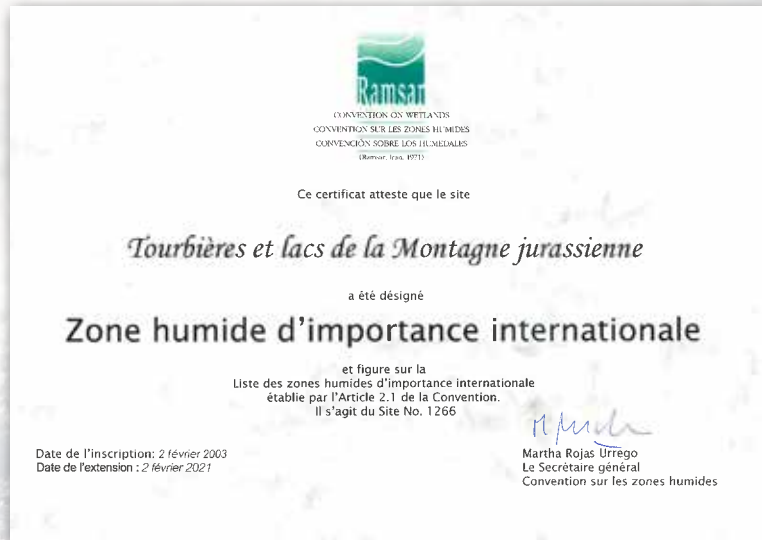 Ramsar
CONVENTION ON WETLANDS
CONVENTION SUR LES ZONES HUMIDES
CONVENCIÓN SOBRE LOS HUMEDALES
(Ramsar, Iran, 1971)
Ce certificat atteste que le site
Tourbières et lacs de la Montagne jurassienne
a été désigné
Zone humide d'importance internationale
et figure sur la
Liste des zones humides d'importance internationale
établie par l'Article 2.1 de la Convention.
Il s'agit du Site No. 1266
Date de l'inscription: 2 février 2003
Date de l'extension : 2 février 2021
Martha Rojas Urrego
Le Secrétaire général
Convention sur les zones humides